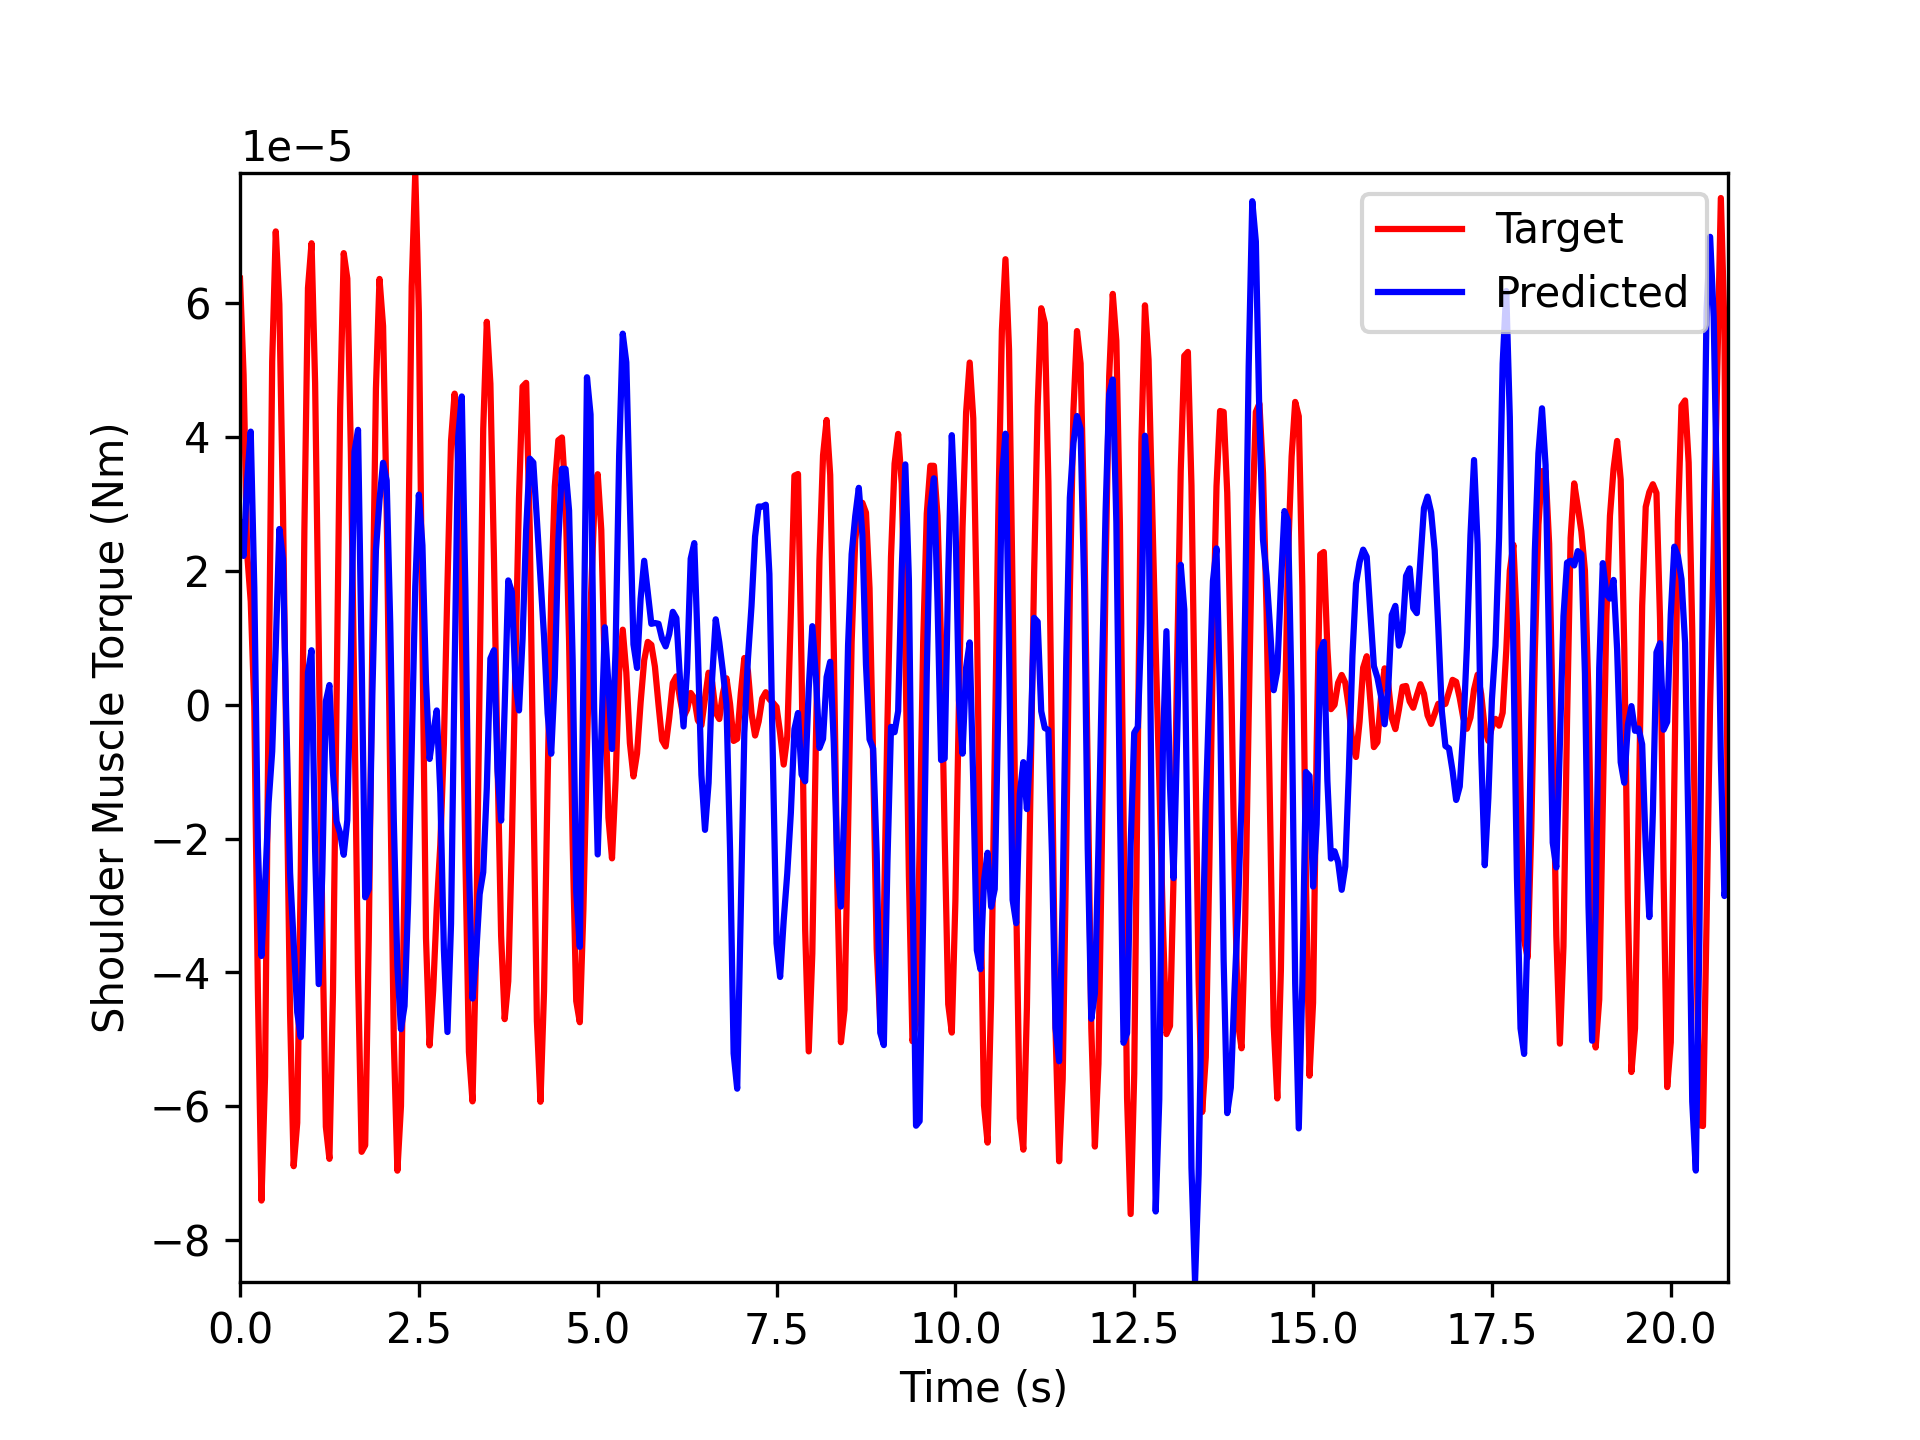 1e−5
Target
Predicted
Shoulder Muscle Torque (Nm)
6
4
2
0
−2
−4
−6
−8
0.0 2.5 5.0 7.5 10.0 12.5 15.0 17.5 20.0
Time (s)